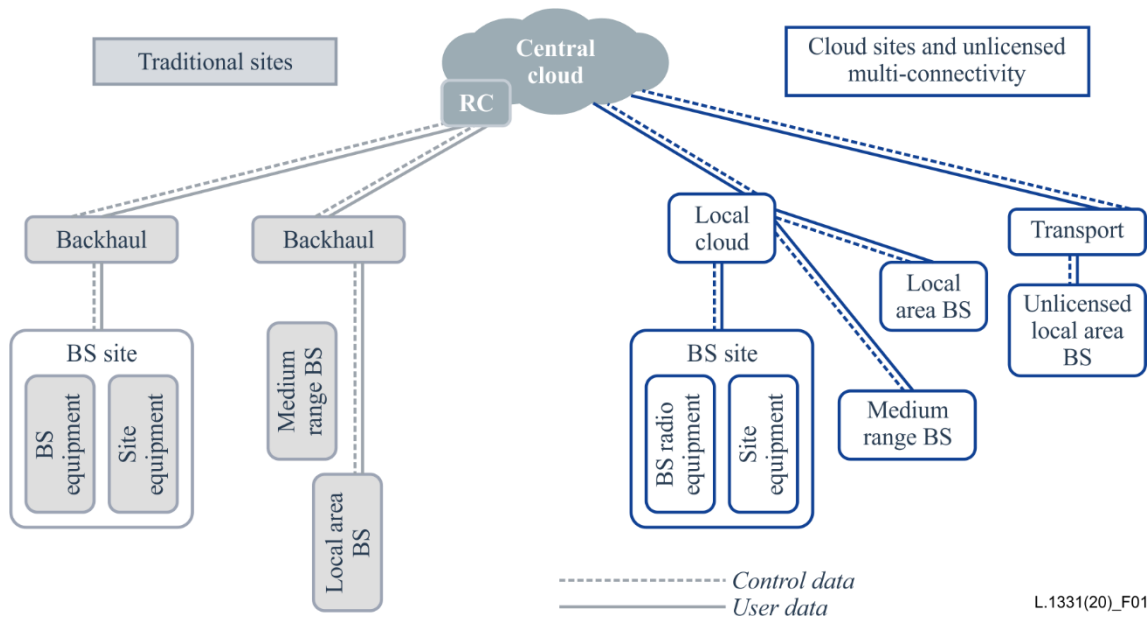 Traditional sites
Central
cloud
RC
Cloud sites and unlicensed
multi-connectivity
Backhaul
Backhaul
Local
cloud
Transport
Local
area BS
Unlicensed
local area
BS
BS site
BS
equipment
Site
equipment
Medium
range BS
Local area
BS
BS site
BS radio
equipment
Site
equipment
Medium
range BS
Control data
User data
L.1331(20)_F01